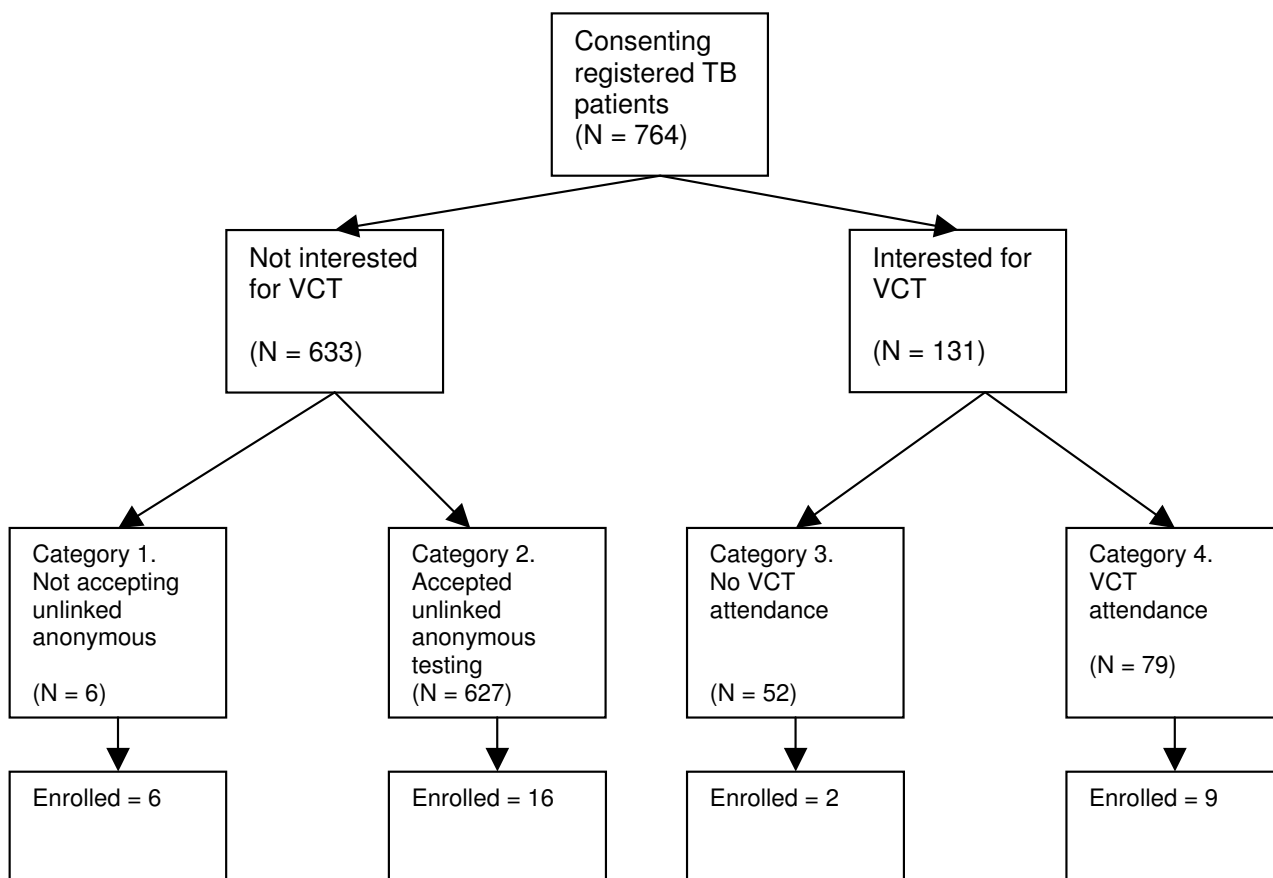 Consenting
registered TB
patients
(N = 764)
Not interested
for VCT
(N = 633)
Interested for
VCT
(N = 131)
Category 1.
Not accepting
unlinked
anonymous
(N = 6)
Category 2.
Accepted
unlinked
anonymous
testing
(N = 627)
Category 3.
No VCT
attendance
(N = 52)
Category 4.
VCT
attendance
(N = 79)
Enrolled = 6
Enrolled = 16
Enrolled = 2
Enrolled = 9